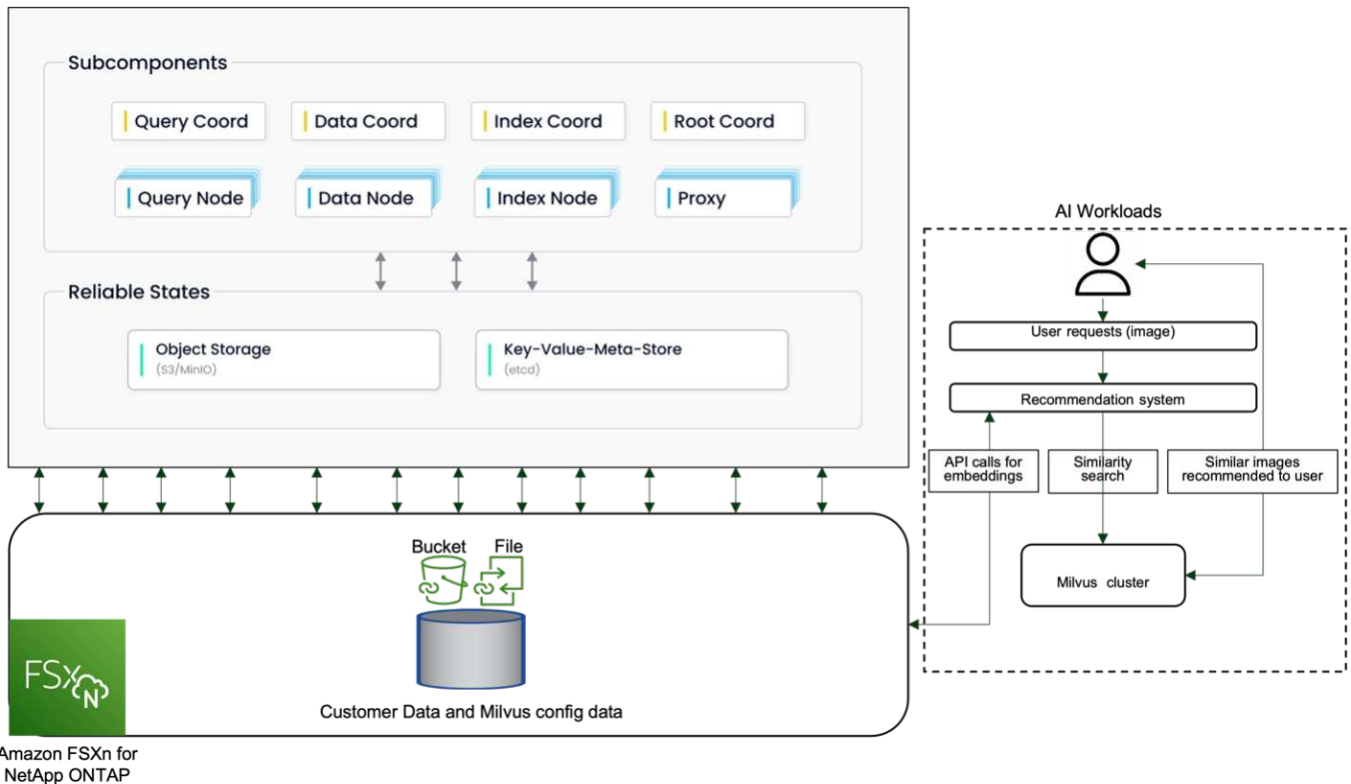 Subcomponents
Query Coord
Data Coord
Index Coord
Root Coord
Query Node
Data Node
Index Node
Proxy
Reliable States
Object Storage
(S3/MinIO)
Key-Value-Meta-Store
(etcd)
Bucket
File
FSx
N
Customer Data and Milvus config data
Amazon FSXn for
NetApp ONTAP
AI Workloads
User requests (image)
Recommendation system
API calls for
embeddings
Similarity
search
Similar images
recommended to user
Milvus cluster